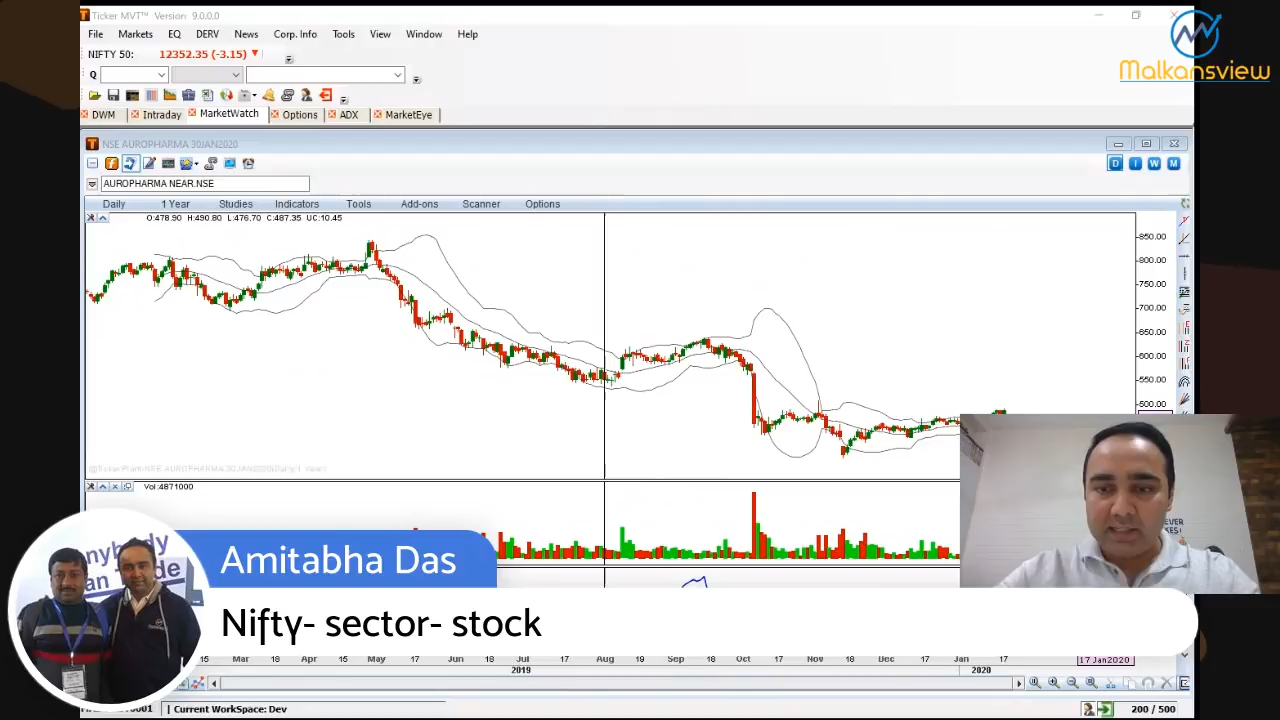 Ticker MVT™ Version 9.0.0.0
File Markets EQ DERV News Corp. Info Tools View Window Help
Malkansview
NIFTY 50: 12352.35 (-3.15)
Q
DWM Intraday MarketWatch Options ADX MarketEye
NSE AUROPHARMA 30JAN2020
D I W M
AUROPHARMA NEAR.NSE
Daily 1 Year Studies Indicators Tools Add-ons Scanner Options
O:478.90 H:490.80 L:476.70 C:487.35 UC:10.45
850.00
800.00
750.00
700.00
650.00
600.00
550.00
500.00
Vol:4871000
Amitabha Das
Nifty- sector- stock
15 Mar 18 Apr 15 May 17 Jun 18 Jul 17 Aug 19 Sep 18 Oct 17 Nov 18 Dec 17 Jan 17 17 Jan2020
2019 2020
Current WorkSpace: Dev
200 / 500